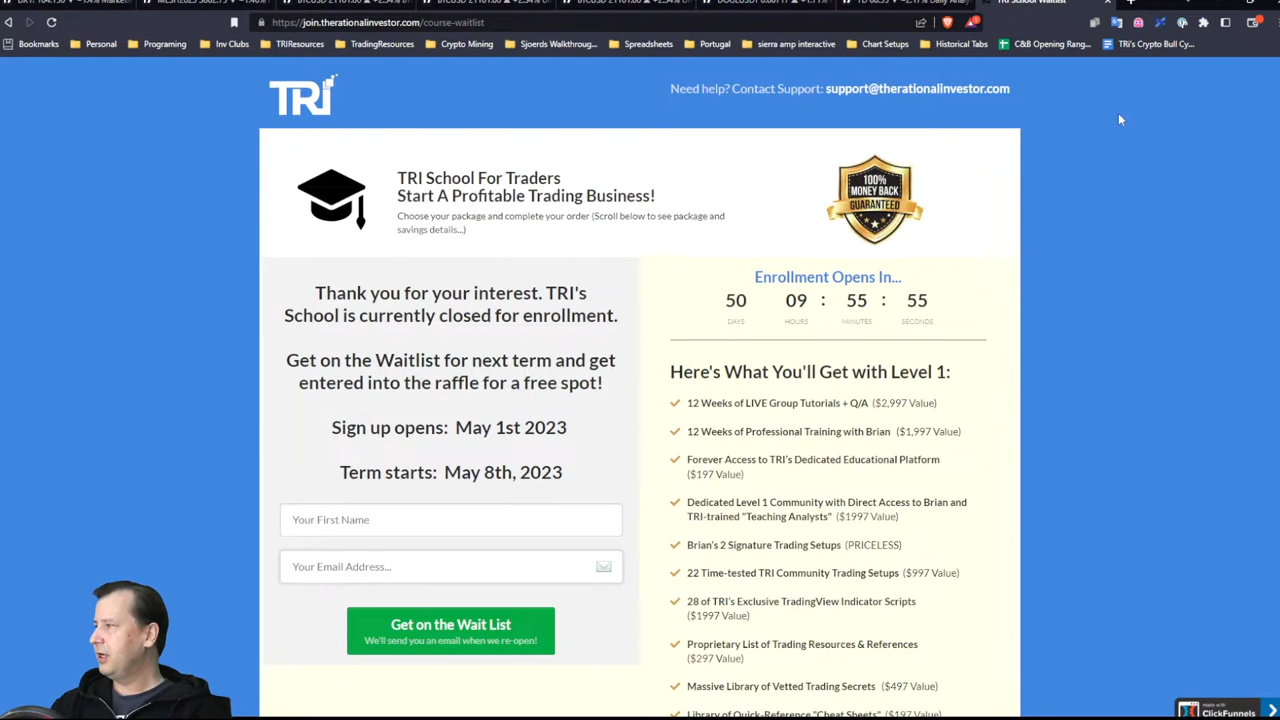 https://join.therationalinvestor.com/course-waitlist
Bookmarks
Personal
Programing
Inv Clubs
TRIResources
TradingResources
Crypto Mining
Sjoerds Walkthroug...
Spreadsheets
Portugal
sierra amp interactive
Chart Setups
Historical Tabs
C&B Opening Rang...
TRi's Crypto Bull Cy...
TRI
Need help? Contact Support: support@therationalinvestor.com
TRI School For Traders
Start A Profitable Trading Business!
Choose your package and complete your order (Scroll below to see package and
savings details...)
100%
MONEY BACK
GUARANTEED
Thank you for your interest. TRI's
School is currently closed for enrollment.
Get on the Waitlist for next term and get
entered into the raffle for a free spot!
Sign up opens: May 1st 2023
Term starts: May 8th, 2023
Your First Name
Your Email Address...
Get on the Wait List
We'll send you an email when we re-open!
Enrollment Opens In...
50 09 : 55 : 55
DAYS HOURS MINUTES SECONDS
Here's What You'll Get with Level 1:
12 Weeks of LIVE Group Tutorials + Q/A ($2,997 Value)
12 Weeks of Professional Training with Brian ($1,997 Value)
Forever Access to TRI's Dedicated Educational Platform
($197 Value)
Dedicated Level 1 Community with Direct Access to Brian and
TRI-trained "Teaching Analysts" ($1997 Value)
Brian's 2 Signature Trading Setups (PRICELESS)
22 Time-tested TRI Community Trading Setups ($997 Value)
28 of TRI's Exclusive TradingView Indicator Scripts
($1997 Value)
Proprietary List of Trading Resources & References
($297 Value)
Massive Library of Vetted Trading Secrets ($497 Value)
Library of Quick-Reference "Cheat Sheets" ($197 Value)
made with
ClickFunnels